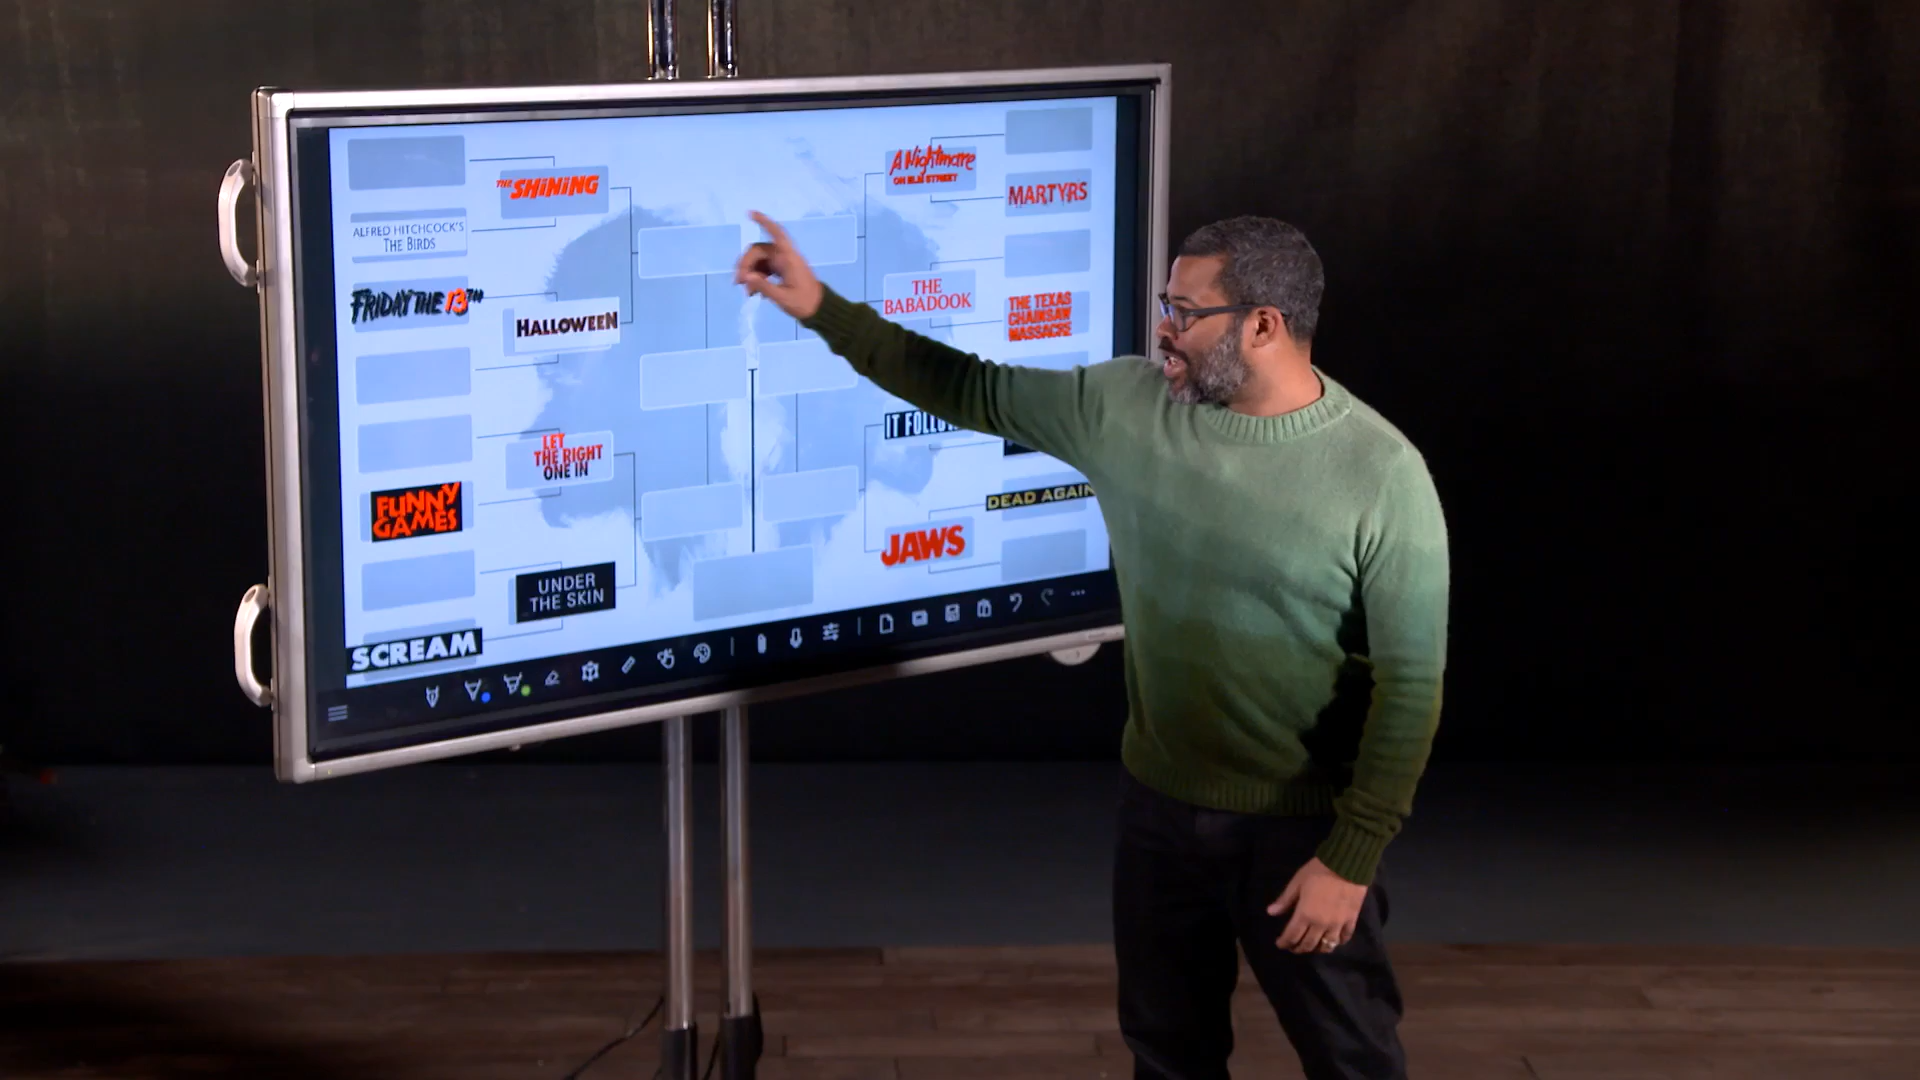 THE SHINING
ALFRED HITCHCOCK'S
THE BIRDS
FRIDAY THE 13TH
HALLOWEEN
LET
THE RIGHT
ONE IN
FUNNY
GAMES
UNDER
THE SKIN
SCREAM
A Nightmare
ON ELM STREET
MARTYRS
THE
BABADOOK
THE TEXAS
CHAINSAW
MASSACRE
IT
DEAD AGAIN
JAWS